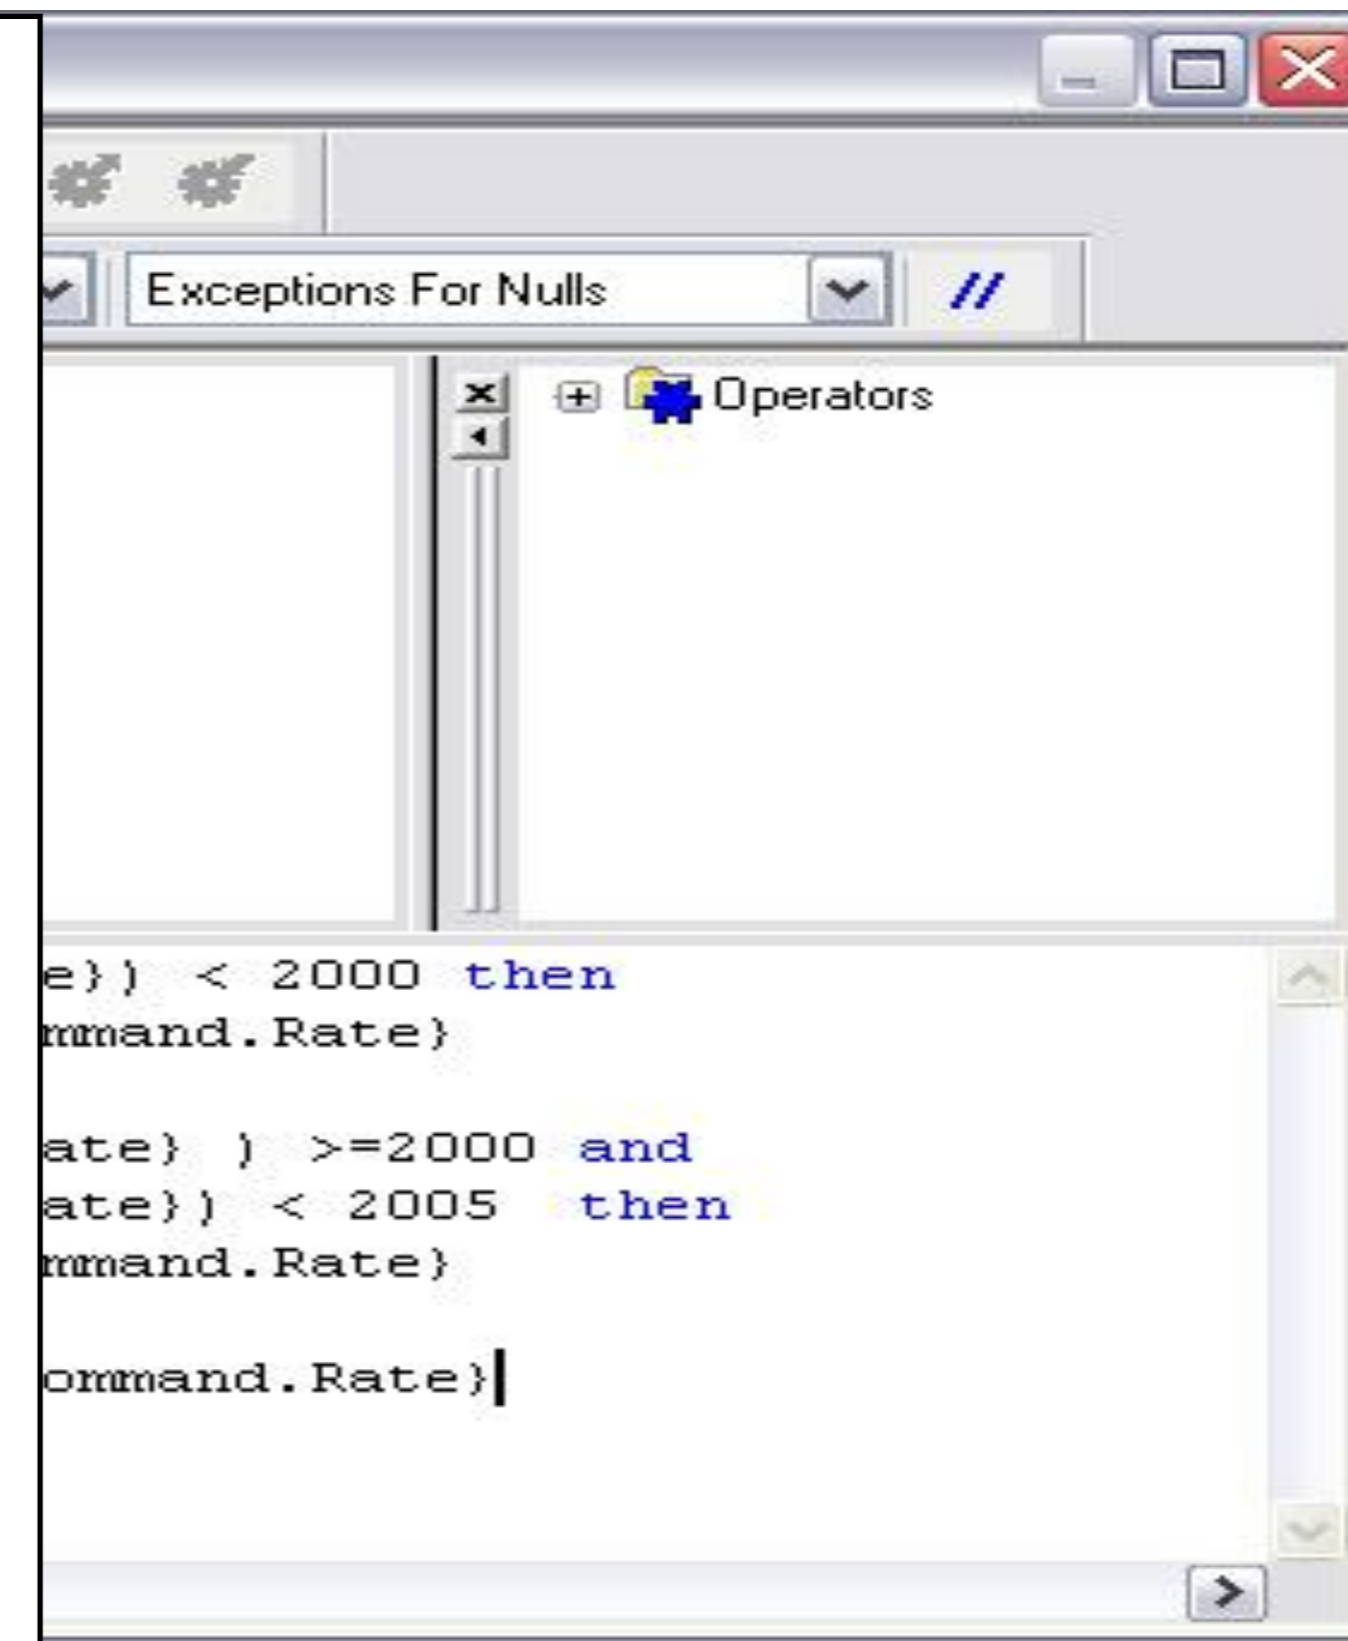 Exceptions For Nulls //
Operators
e}) < 2000 then
mmand.Rate}
ate} ) >=2000 and
ate}) < 2005 then
mmand.Rate}
ommand.Rate}